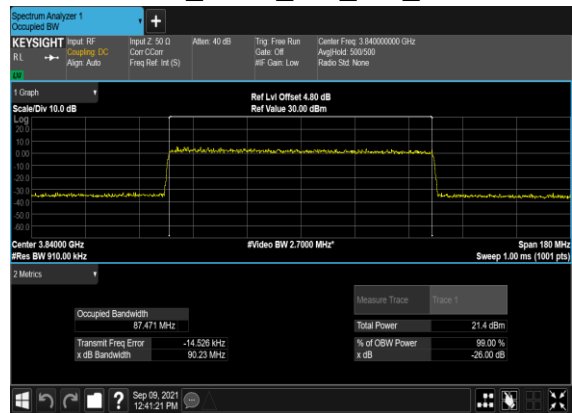 Spectrum Analyzer 1
Occupied BW
KEYSIGHT Input: RF Input Z: 50 Ω Atten: 40 dB Trig: Free Run Center Freq: 3.840000000 GHz
RL Coupling: DC Corr CCorr Gate: Off Avg|Hold: 500/500
Align: Auto Freq Ref: Int (S) #IF Gain: Low Radio Std: None
LW
1 Graph
Ref Lvl Offset 4.80 dB
Scale/Div 10.0 dB Ref Value 30.00 dBm
Log
20.0
10.0
0.00
-10.0
-20.0
-30.0
-40.0
-50.0
-60.0
Center 3.84000 GHz #Video BW 2.7000 MHz* Span 180 MHz
#Res BW 910.00 kHz Sweep 1.00 ms (1001 pts)
2 Metrics
Measure Trace Trace 1
Occupied Bandwidth
87.471 MHz Total Power 21.4 dBm
Transmit Freq Error -14.526 kHz % of OBW Power 99.00 %
x dB Bandwidth 90.23 MHz x dB -26.00 dB
? Sep 09, 2021
12:41:21 PM